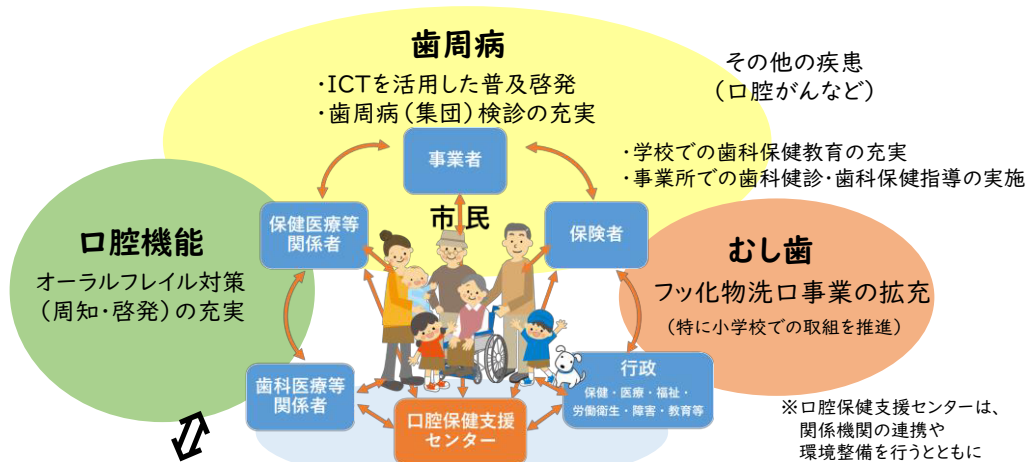 歯周病
・ICTを活用した普及啓発
・歯周病（集団）検診の充実
その他の疾患
（口腔がんなど）
・学校での歯科保健教育の充実
・事業所での歯科健診・歯科保健指導の実施
事業者
市民
保健医療等
関係者
保険者
口腔機能
オーラルフレイル対策
（周知・啓発）の充実
むし歯
フッ化物洗口事業の拡充
（特に小学校での取組を推進）
歯科医療等
関係者
口腔保健支援
センター
行政
保健・医療・福祉・
労働衛生・障害・教育等
※口腔保健支援センターは、
関係機関の連携や
環境整備を行うとともに